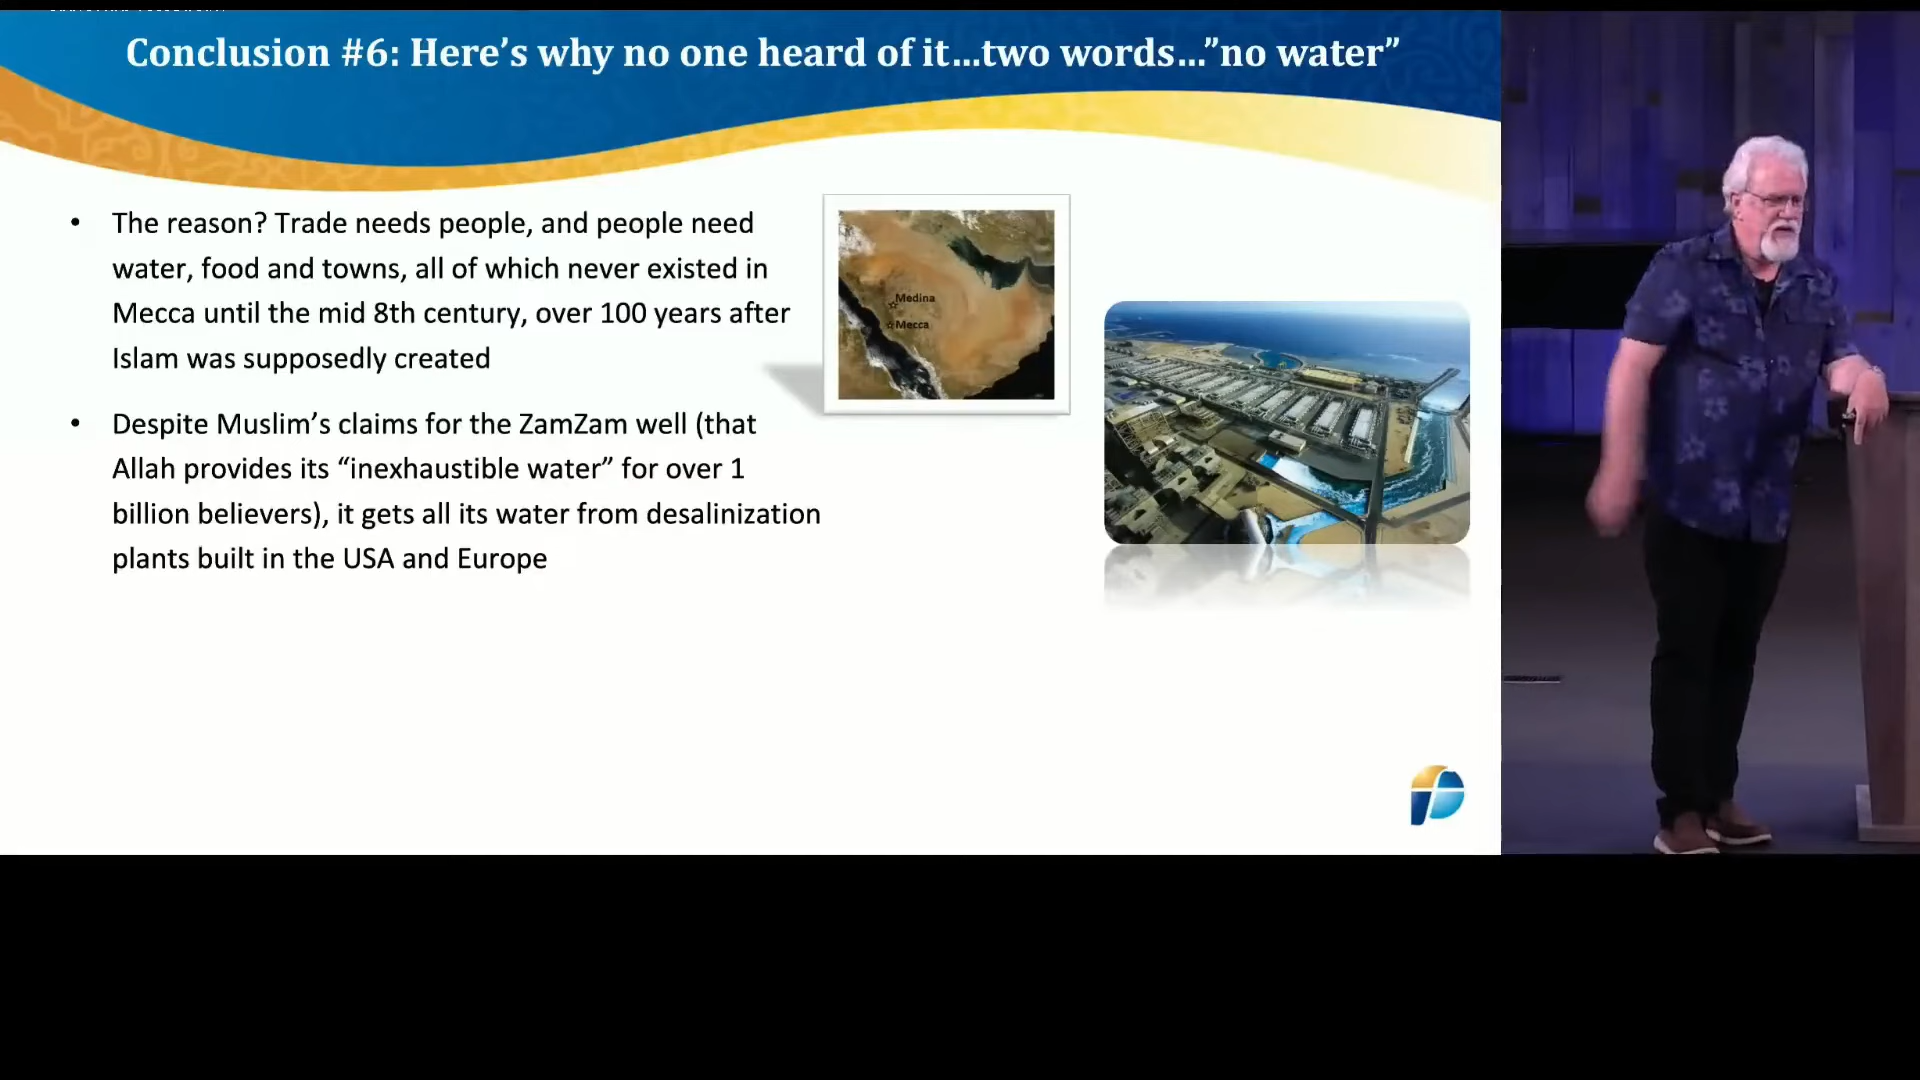 Conclusion #6: Here’s why no one heard of it...two words...”no water”
• The reason? Trade needs people, and people need
water, food and towns, all of which never existed in
Mecca until the mid 8th century, over 100 years after
Islam was supposedly created
• Despite Muslim’s claims for the ZamZam well (that
Allah provides its “inexhaustible water” for over 1
billion believers), it gets all its water from desalinization
plants built in the USA and Europe
Medina
Mecca